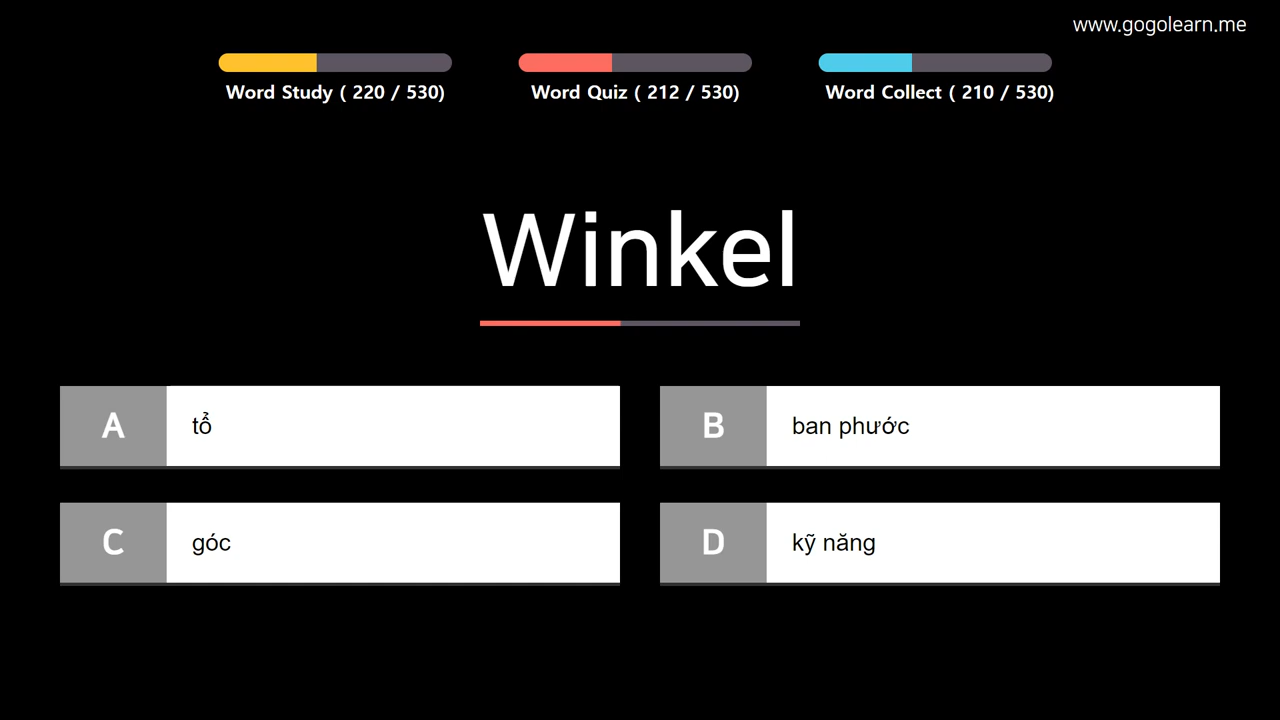 www.gogolearn.me
Word Study ( 220 / 530)
Word Quiz ( 212 / 530)
Word Collect ( 210 / 530)
Winkel
A
tổ
B
ban phước
C
góc
D
kỹ năng